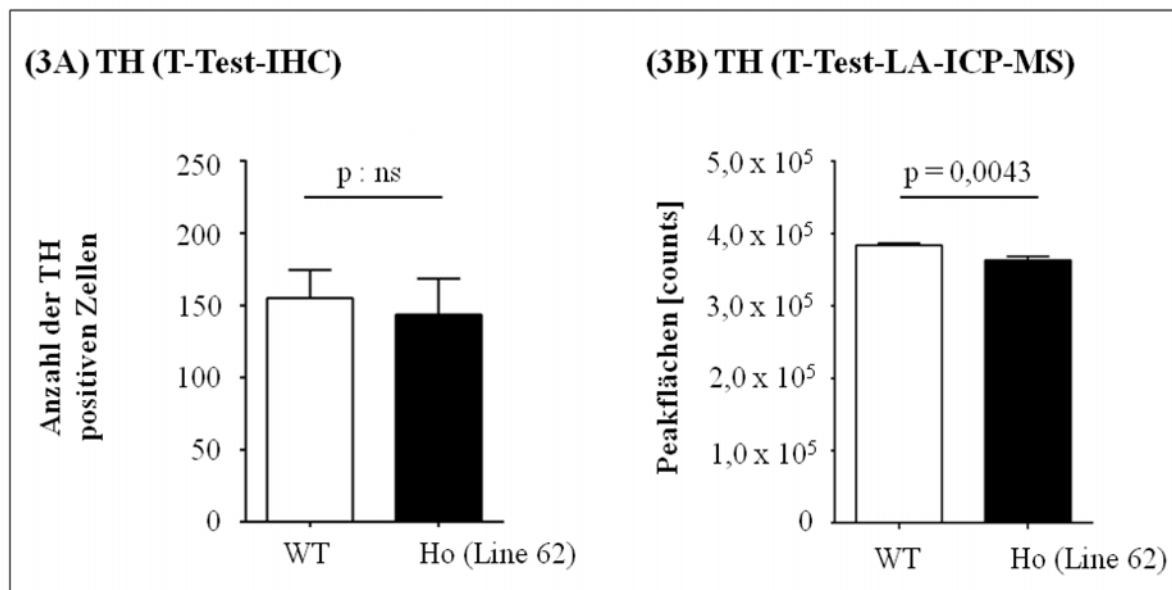 (3A) TH (T-Test-IHC)
250
200
150
100
50
0
Anzahl der TH
positiven Zellen
p : ns
WT
Ho (Line 62)
(3B) TH (T-Test-LA-ICP-MS)
5,0 x 10⁵
4,0 x 10⁵
3,0 x 10⁵
2,0 x 10⁵
1,0 x 10⁵
0
Peakflächen [counts]
p = 0,0043
WT
Ho (Line 62)